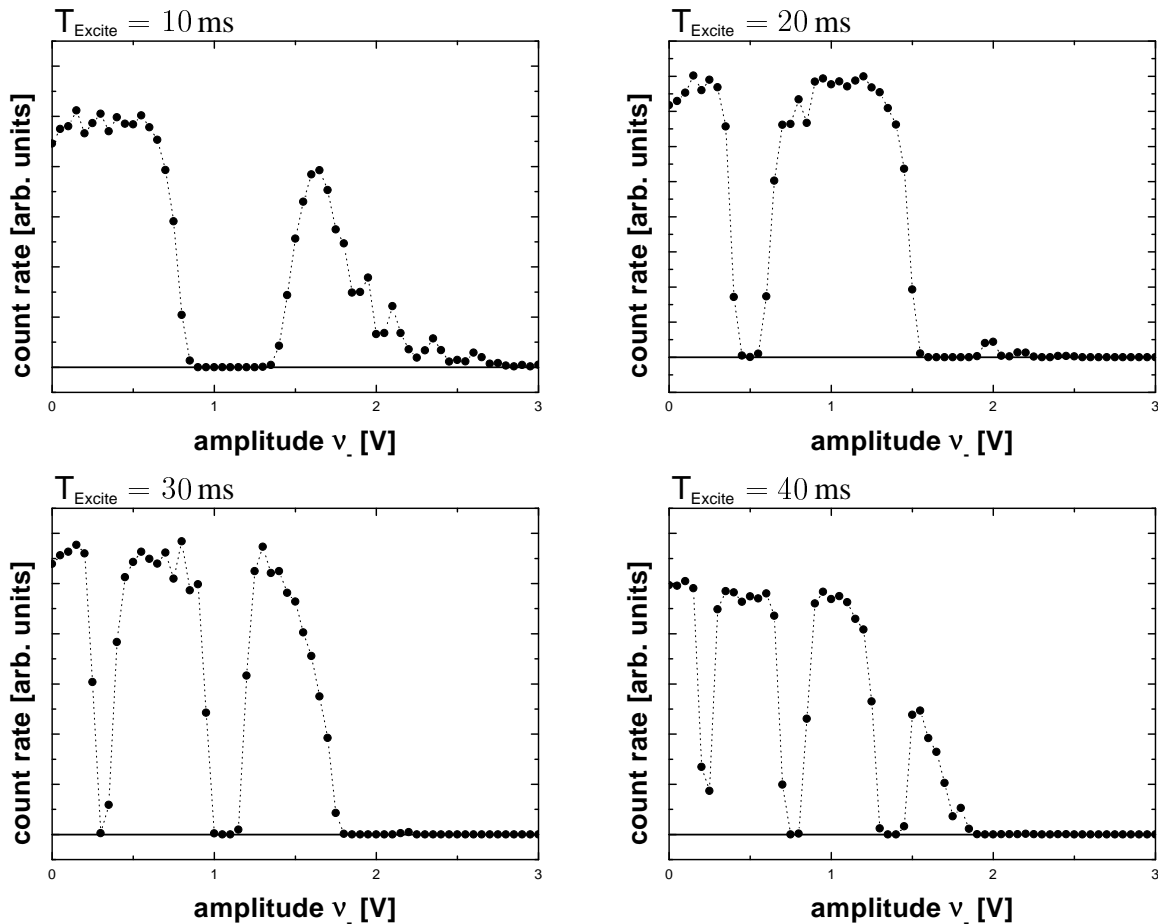 T_Excite = 10 ms
count rate [arb. units]
0 1 2 3
amplitude ν_- [V]
T_Excite = 20 ms
count rate [arb. units]
0 1 2 3
amplitude ν_- [V]
T_Excite = 30 ms
count rate [arb. units]
0 1 2 3
amplitude ν_- [V]
T_Excite = 40 ms
count rate [arb. units]
0 1 2 3
amplitude ν_- [V]